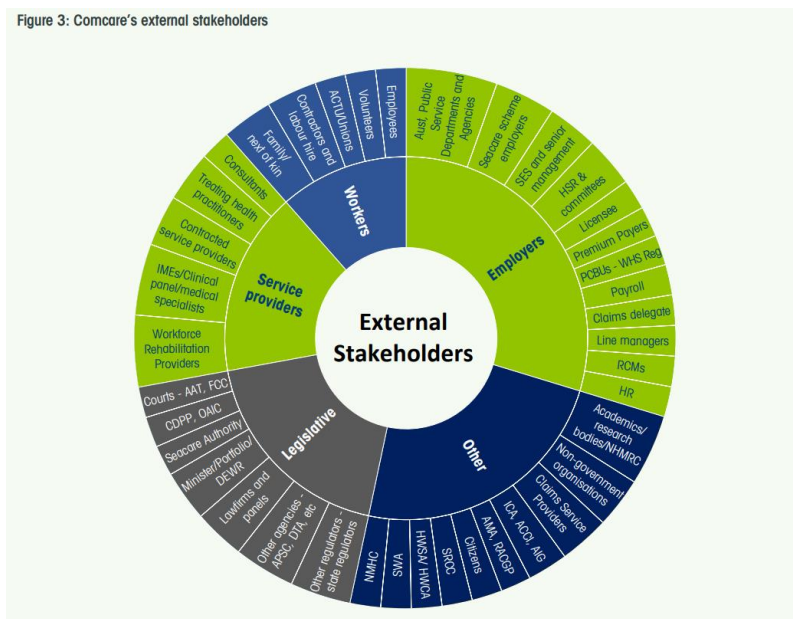 Figure 3: Comcare's external stakeholders
External
Stakeholders
Employers
Aust, Public
Service
Departments and
Agencies
Seacare scheme
employers
SES and senior
management
HSR &
committees
Licensee
Premium Payers
PCBUs - WHS Reg
Payroll
Claims delegate
Line managers
RCMs
HR
Other
Academics/
research
bodies/NHMRC
Non-government
organisations
Claims Service
Providers
ICA, ACCI, AIG
AMA, RACGP
Citizens
SRCC
HWSA/ HWCA
SWA
NMHC
Legislative
Other regulators -
state regulators
Other agencies -
APSC, DTA, etc
Lawfirms and
panels
Minister/Portfolio/
DEWR
Seacare Authority
CDPP, OAIC
Courts - AAT, FCC
Service
providers
Workforce
Rehabilitation
Providers
IMEs/Clinical
panel/medical
specialists
Contracted
service providers
Treating health
practitioners
Consultants
Workers
Family/
next of kin
Contractors and
labour hire
ACTU/Unions
Volunteers
Employees